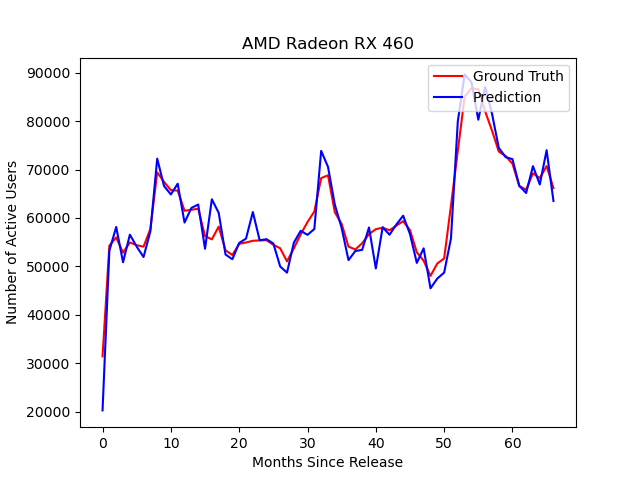 AMD Radeon RX 460
Ground Truth
Prediction
90000
80000
70000
60000
50000
40000
30000
20000
Number of Active Users
0 10 20 30 40 50 60
Months Since Release